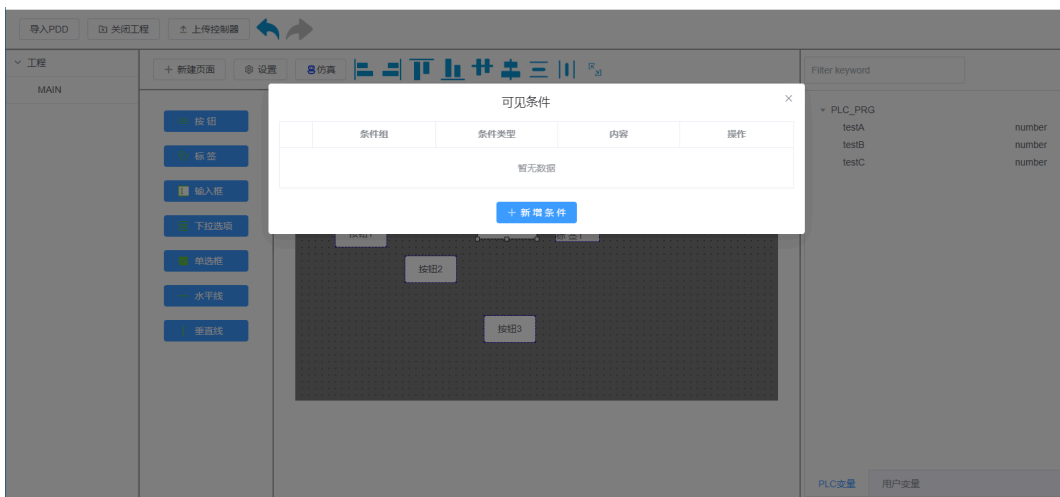 导入PDD 关闭工程 上传控制器
工程
MAIN
新建页面 设置 仿真
按 钮
标 签
输入框
下拉选项
单选框
水平线
垂直线
可见条件
条件组 条件类型 内容 操作
暂无数据
新增条件
按钮2
按钮3
Filter keyword
PLC_PRG
testA number
testB number
testC number
PLC变量 用户变量